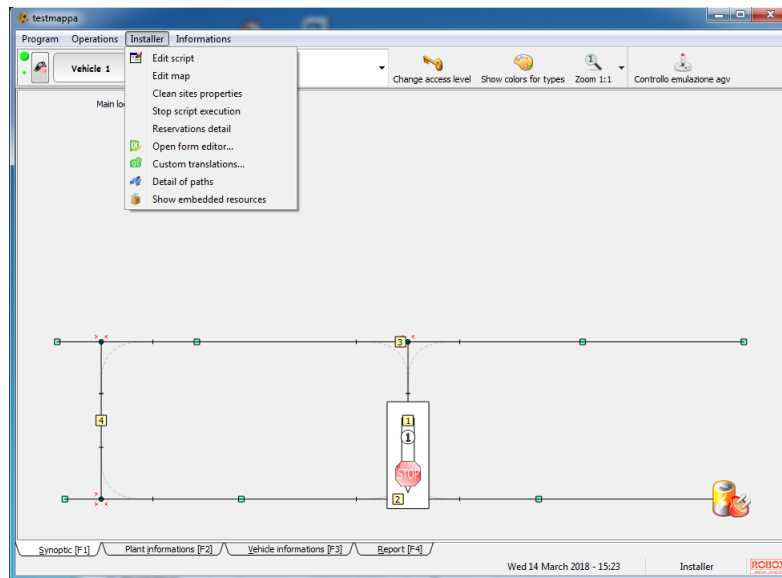 testmappa
Program Operations Installer Informations
Vehicle 1
Change access level Show colors for types Zoom 1:1 Controllo emulazione agv
Edit script
Edit map
Clean sites properties
Stop script execution
Reservations detail
Open form editor...
Custom translations...
Detail of paths
Show embedded resources
Main lo
3
4
1
1
STOP
2
Synoptic [F1] Plant informations [F2] Vehicle informations [F3] Report [F4]
Wed 14 March 2018 - 15:23 Installer ROBOX